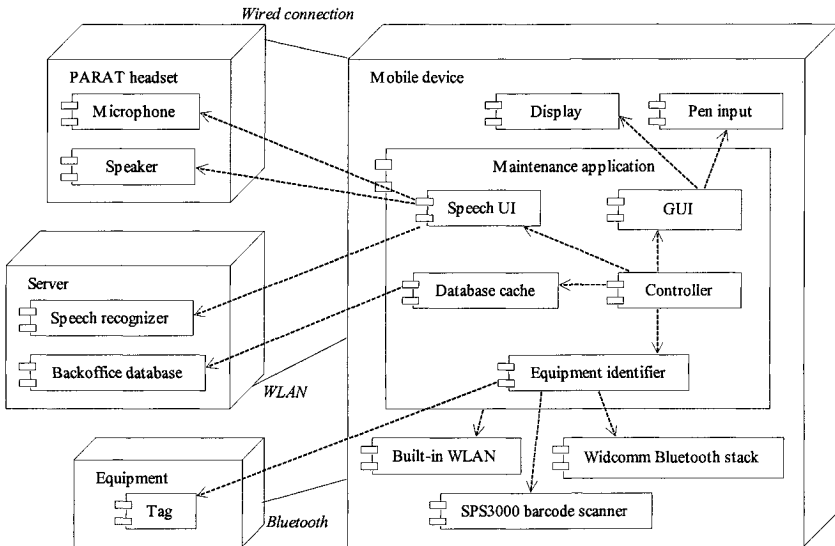 Wired connection
PARAT headset
Microphone
Speaker
Mobile device
Display
Pen input
Maintenance application
Speech UI
GUI
Database cache
Controller
Equipment identifier
Server
Speech recognizer
Backoffice database
WLAN
Built-in WLAN
Widcomm Bluetooth stack
SPS3000 barcode scanner
Equipment
Tag
Bluetooth